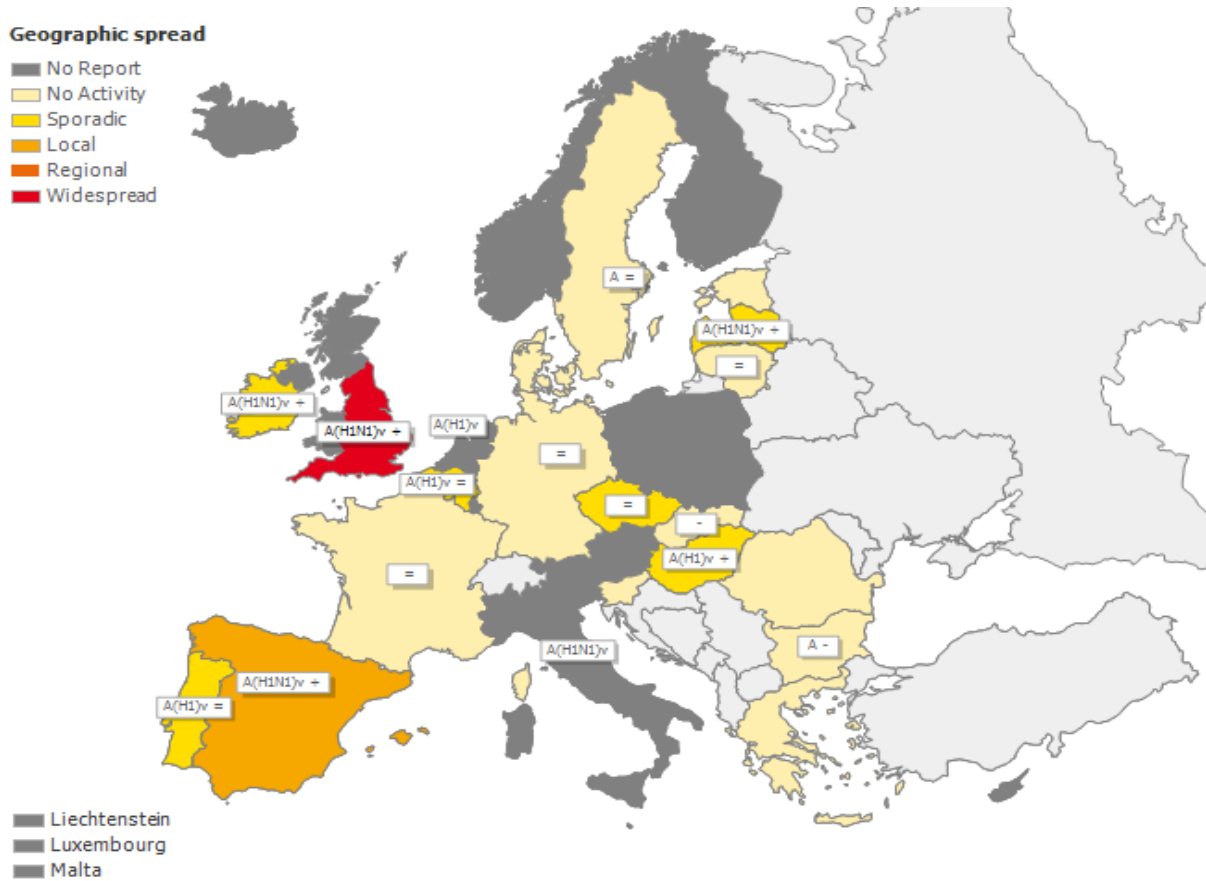 Geographic spread
No Report
No Activity
Sporadic
Local
Regional
Widespread
A =
A(H1N1)v +
=
A(H1N1)v +
A(H1)v
A(H1N1)v +
=
A(H1)v =
=
-
A(H1)v +
=
A(H1N1)v
A -
A(H1N1)v +
A(H1)v =
Liechtenstein
Luxembourg
Malta